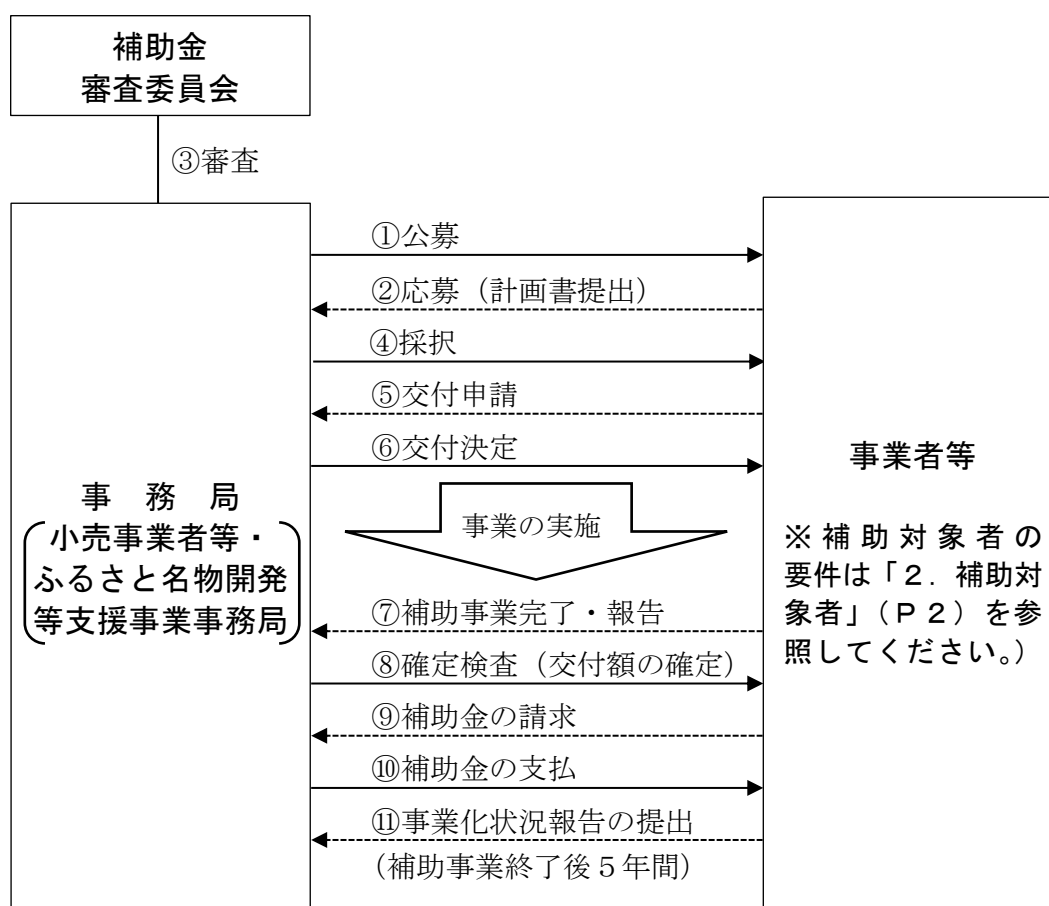 補助金
審査委員会
③審査
①公募
②応募（計画書提出）
④採択
⑤交付申請
⑥交付決定
事業の実施
⑦補助事業完了・報告
⑧確定検査（交付額の確定）
⑨補助金の請求
⑩補助金の支払
⑪事業化状況報告の提出
（補助事業終了後５年間）
事　務　局
小売事業者等・
ふるさと名物開発
等支援事業事務局
事業者等
※補助対象者の
要件は「２．補助対
象者」（Ｐ２）を参
照してください。）